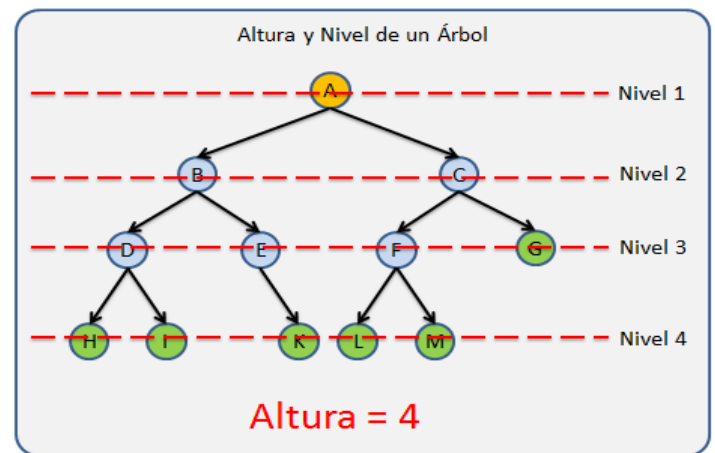 Altura y Nivel de un Árbol
A Nivel 1
B C Nivel 2
D E F G Nivel 3
H I K L M Nivel 4
Altura = 4